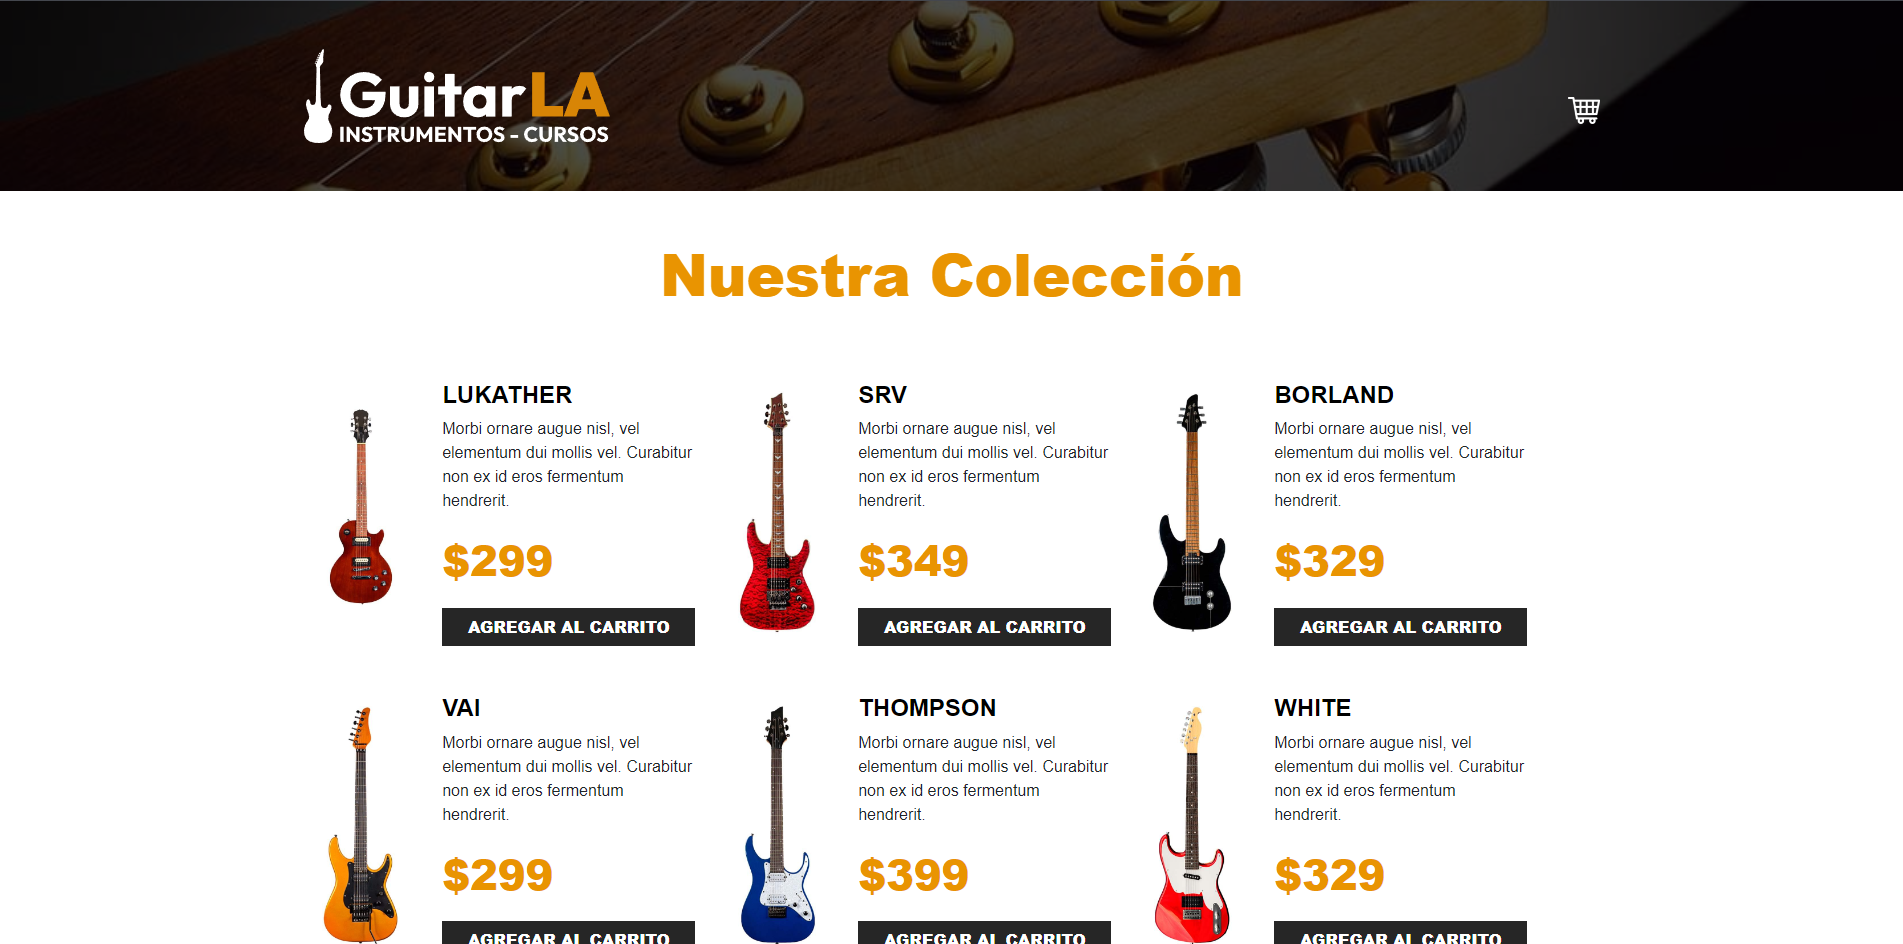 GuitarLA
INSTRUMENTOS - CURSOS
Nuestra Colección
LUKATHER
Morbi ornare augue nisl, vel
elementum dui mollis vel. Curabitur
non ex id eros fermentum
hendrerit.
$299
AGREGAR AL CARRITO
SRV
Morbi ornare augue nisl, vel
elementum dui mollis vel. Curabitur
non ex id eros fermentum
hendrerit.
$349
AGREGAR AL CARRITO
BORLAND
Morbi ornare augue nisl, vel
elementum dui mollis vel. Curabitur
non ex id eros fermentum
hendrerit.
$329
AGREGAR AL CARRITO
VAI
Morbi ornare augue nisl, vel
elementum dui mollis vel. Curabitur
non ex id eros fermentum
hendrerit.
$299
AGREGAR AL CARRITO
THOMPSON
Morbi ornare augue nisl, vel
elementum dui mollis vel. Curabitur
non ex id eros fermentum
hendrerit.
$399
AGREGAR AL CARRITO
WHITE
Morbi ornare augue nisl, vel
elementum dui mollis vel. Curabitur
non ex id eros fermentum
hendrerit.
$329
AGREGAR AL CARRITO